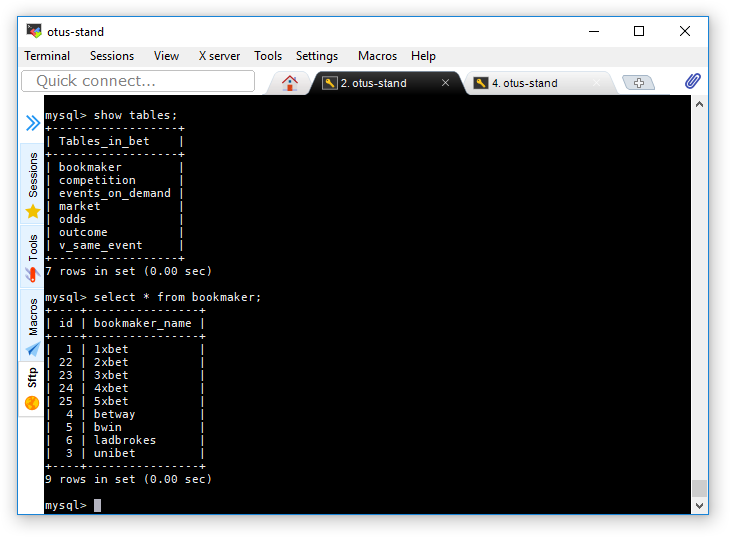 otus-stand
Terminal Sessions View X server Tools Settings Macros Help
Quick connect...
2. otus-stand
4. otus-stand
Sessions
Tools
Macros
Sftp
mysql> show tables;
+------------------+
| Tables_in_bet    |
+------------------+
| bookmaker        |
| competition      |
| events_on_demand |
| market           |
| odds             |
| outcome          |
| v_same_event     |
+------------------+
7 rows in set (0.00 sec)
mysql> select * from bookmaker;
+----+----------------+
| id | bookmaker_name |
+----+----------------+
|  1 | 1xbet          |
| 22 | 2xbet          |
| 23 | 3xbet          |
| 24 | 4xbet          |
| 25 | 5xbet          |
|  4 | betway         |
|  5 | bwin           |
|  6 | ladbrokes      |
|  3 | unibet         |
+----+----------------+
9 rows in set (0.00 sec)
mysql>